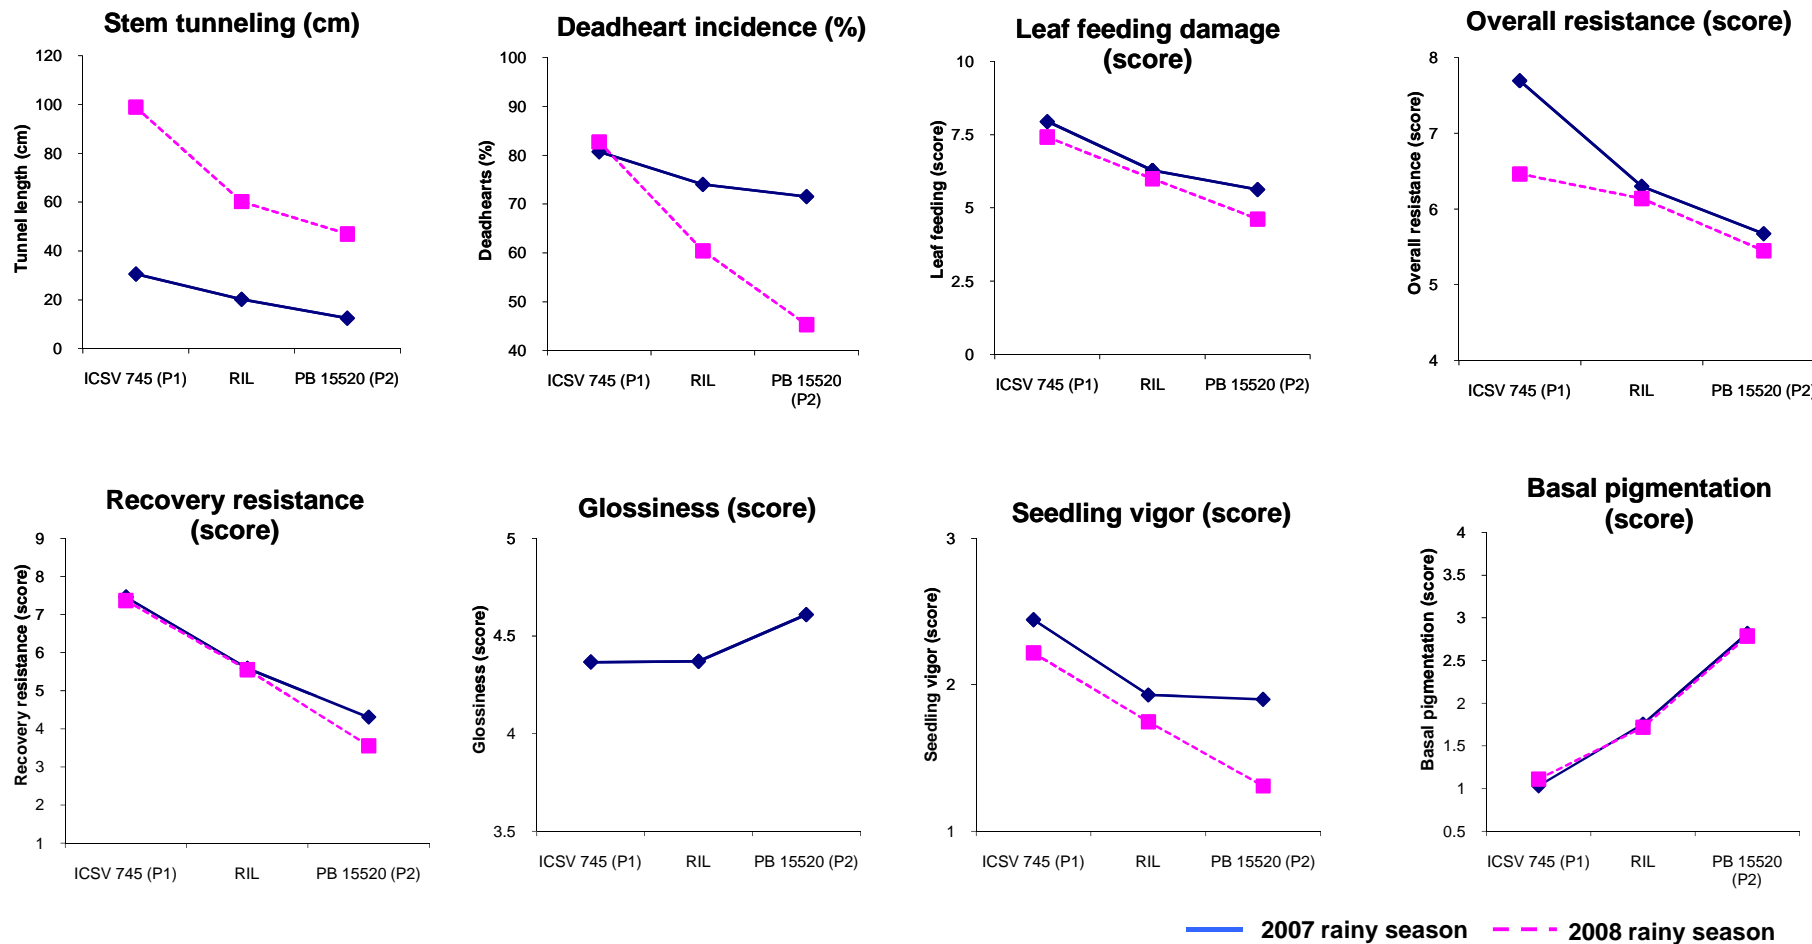 Stem tunneling (cm)
120
100
80
60
40
20
0
Tunnel length (cm)
ICSV 745 (P1)
RIL
PB 15520 (P2)
Deadheart incidence (%)
100
90
80
70
60
50
40
Deadhearts (%)
ICSV 745 (P1)
RIL
PB 15520
(P2)
Leaf feeding damage
(score)
10
7.5
5
2.5
0
Leaf feeding (score)
ICSV 745 (P1)
RIL
PB 15520 (P2)
Overall resistance (score)
8
7
6
5
4
Overall resistance (score)
ICSV 745 (P1)
RIL
PB 15520 (P2)
Recovery resistance
(score)
9
8
7
6
5
4
3
2
1
Recovery resistance (score)
ICSV 745 (P1)
RIL
PB 15520 (P2)
Glossiness (score)
5
4.5
4
3.5
Glossiness (score)
ICSV 745 (P1)
RIL
PB 15520 (P2)
Seedling vigor (score)
3
2
1
Seedling vigor (score)
ICSV 745 (P1)
RIL
PB 15520 (P2)
Basal pigmentation
(score)
4
3.5
3
2.5
2
1.5
1
0.5
Basal pigmentation (score)
ICSV 745 (P1)
RIL
PB 15520
(P2)
2007 rainy season
2008 rainy season